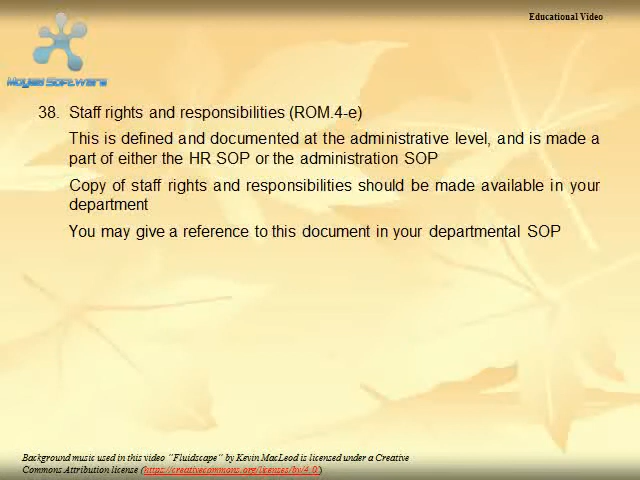 Educational Video
Moyed Software
38. Staff rights and responsibilities (ROM.4-e)
This is defined and documented at the administrative level, and is made a
part of either the HR SOP or the administration SOP
Copy of staff rights and responsibilities should be made available in your
department
You may give a reference to this document in your departmental SOP
Background music used in this video "Fluidscape" by Kevin MacLeod is licensed under a Creative
Commons Attribution license (https://creativecommons.org/licenses/by/4.0/)